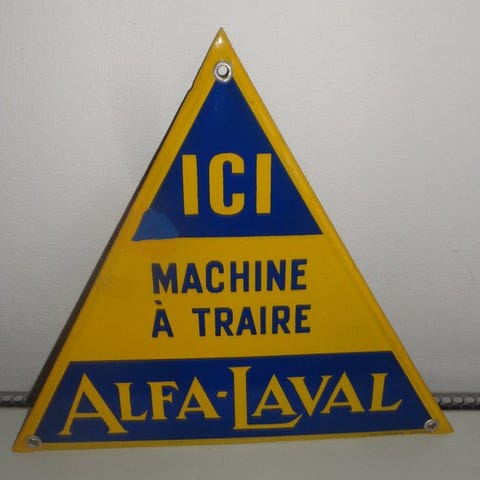 ICI
MACHINE
À TRAIRE
ALFA-LAVAL